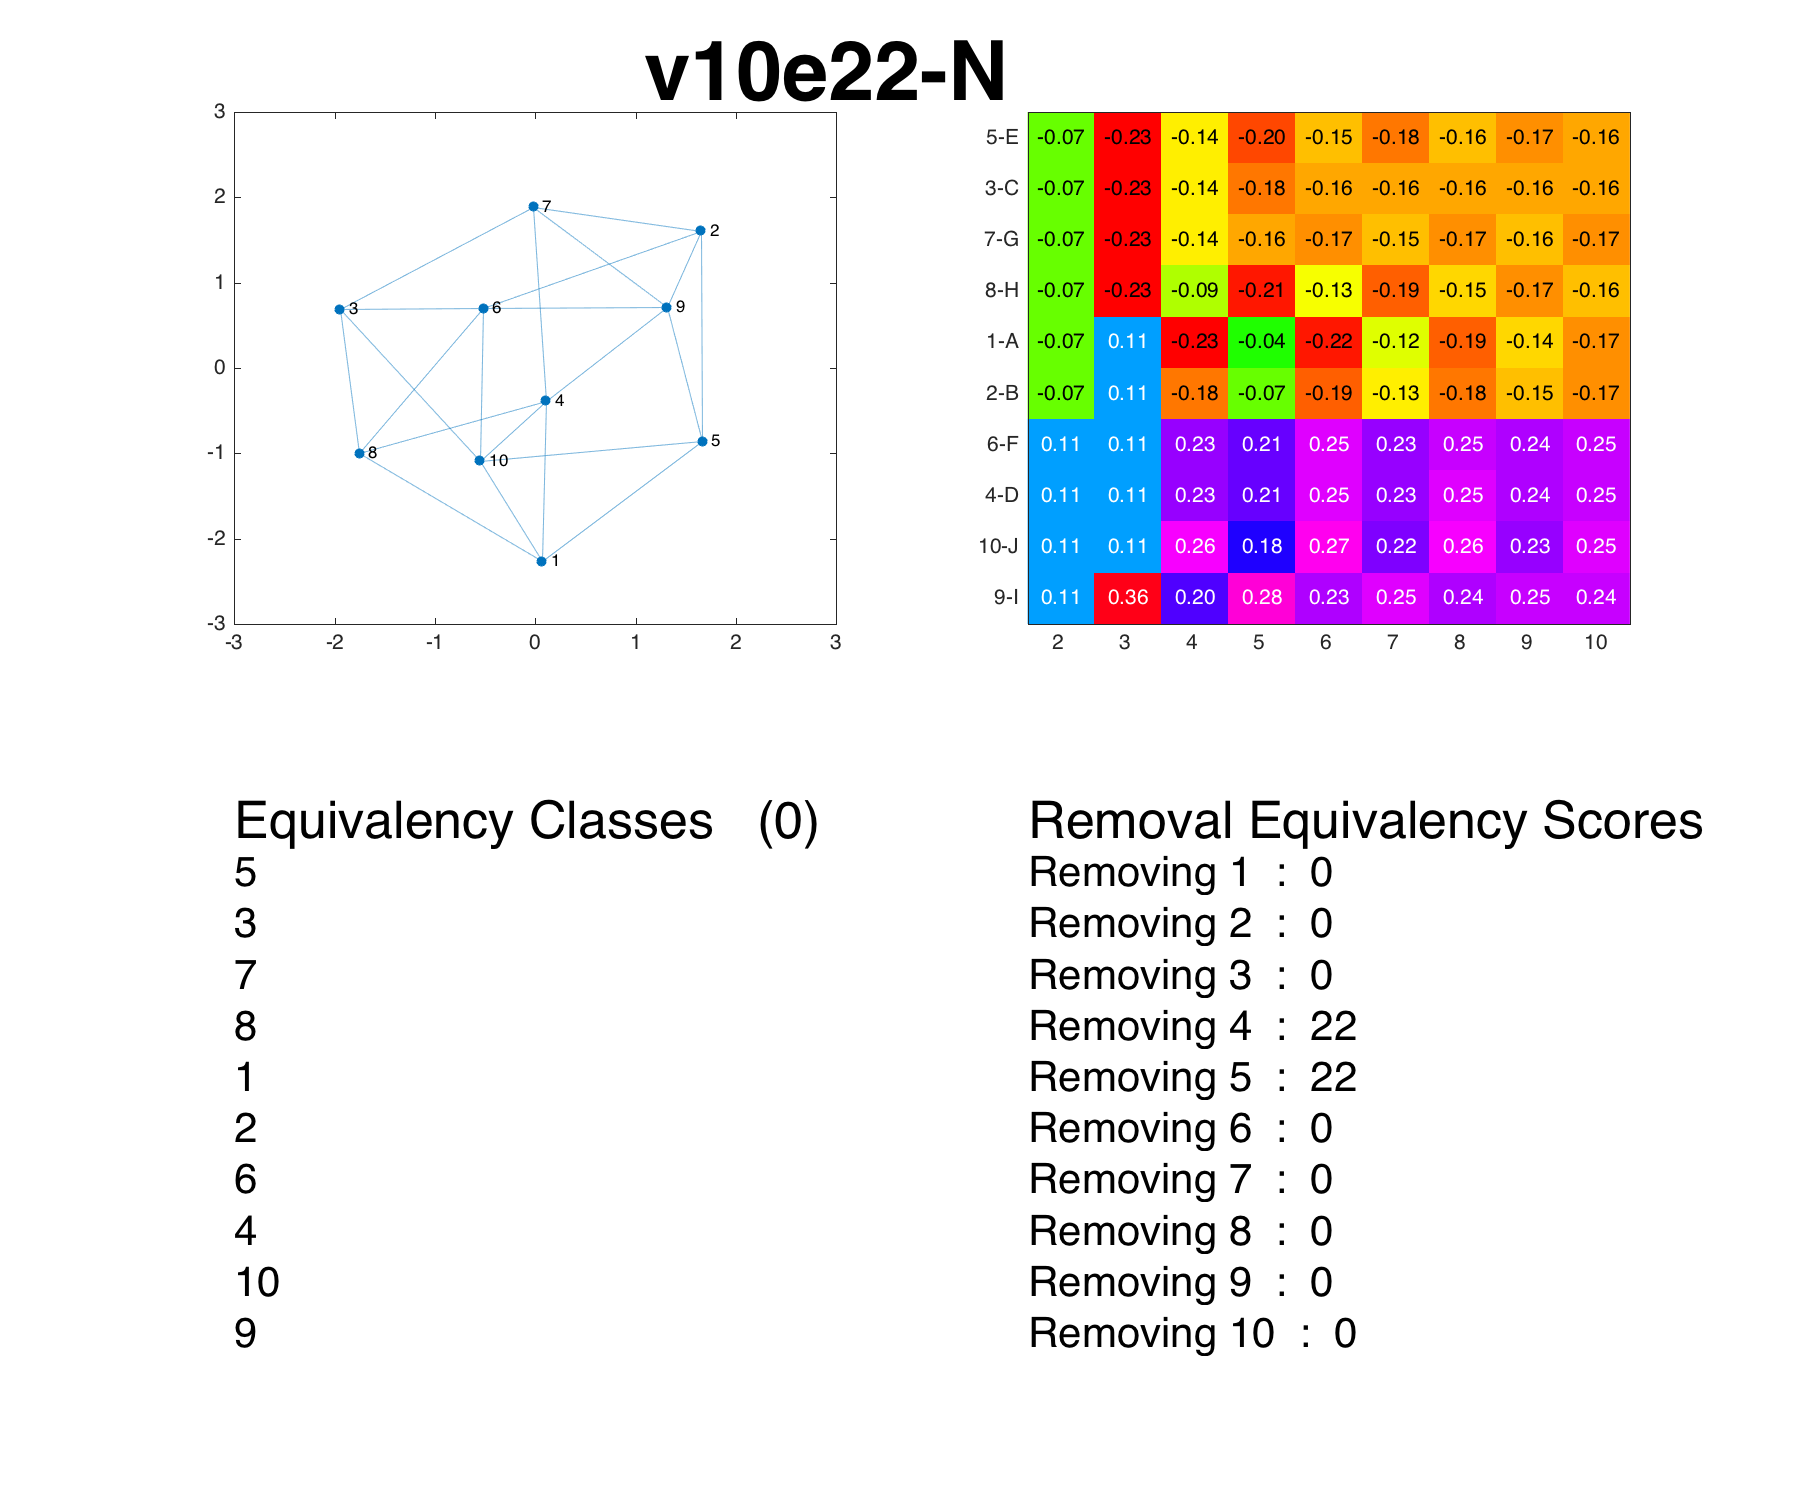 v10e22-N
3
2
1
0
-1
-2
-3
-3 -2 -1 0 1 2 3
7
2
3
6
9
4
8
10
5
1
5-E -0.07 -0.23 -0.14 -0.20 -0.15 -0.18 -0.16 -0.17 -0.16
3-C -0.07 -0.23 -0.14 -0.18 -0.16 -0.16 -0.16 -0.16 -0.16
7-G -0.07 -0.23 -0.14 -0.16 -0.17 -0.15 -0.17 -0.16 -0.17
8-H -0.07 -0.23 -0.09 -0.21 -0.13 -0.19 -0.15 -0.17 -0.16
1-A -0.07 0.11 -0.23 -0.04 -0.22 -0.12 -0.19 -0.14 -0.17
2-B -0.07 0.11 -0.18 -0.07 -0.19 -0.13 -0.18 -0.15 -0.17
6-F 0.11 0.11 0.23 0.21 0.25 0.23 0.25 0.24 0.25
4-D 0.11 0.11 0.23 0.21 0.25 0.23 0.25 0.24 0.25
10-J 0.11 0.11 0.26 0.18 0.27 0.22 0.26 0.23 0.25
9-I 0.11 0.36 0.20 0.28 0.23 0.25 0.24 0.25 0.24
2 3 4 5 6 7 8 9 10
Equivalency Classes (0)
5
3
7
8
1
2
6
4
10
9
Removal Equivalency Scores
Removing 1 : 0
Removing 2 : 0
Removing 3 : 0
Removing 4 : 22
Removing 5 : 22
Removing 6 : 0
Removing 7 : 0
Removing 8 : 0
Removing 9 : 0
Removing 10 : 0